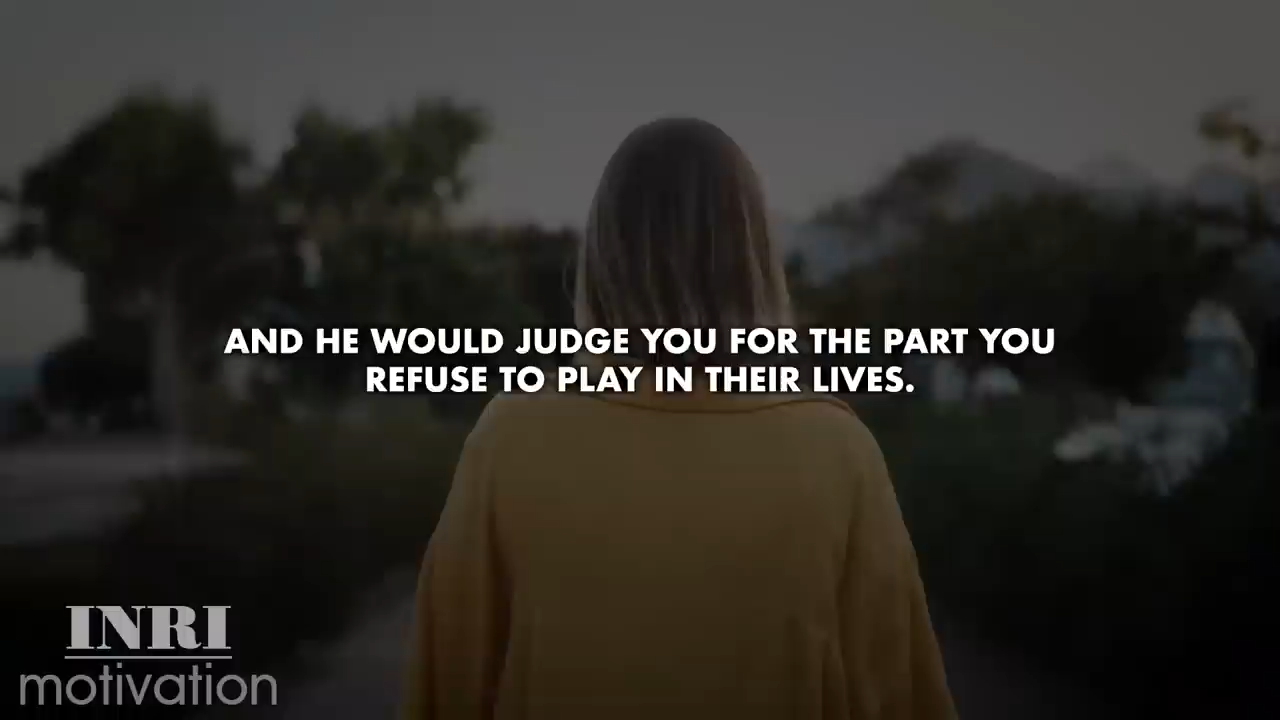 AND HE WOULD JUDGE YOU FOR THE PART YOU
REFUSE TO PLAY IN THEIR LIVES.
INRI
motivation